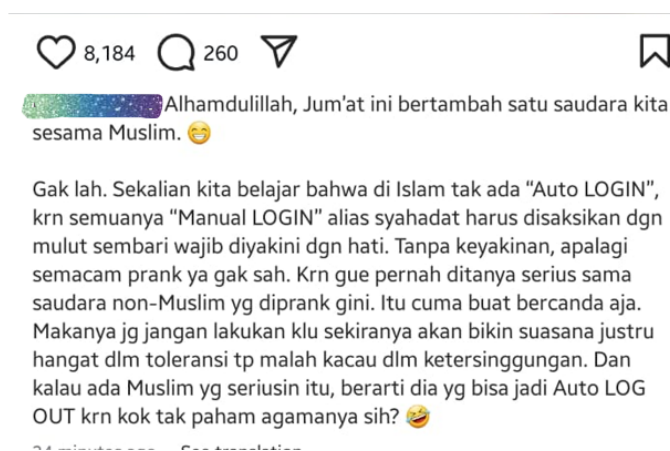 8,184 260
Alhamdulillah, Jum'at ini bertambah satu saudara kita
sesama Muslim. 😁
Gak lah. Sekalian kita belajar bahwa di Islam tak ada “Auto LOGIN”,
krn semuanya “Manual LOGIN” alias syahadat harus disaksikan dgn
mulut sembari wajib diyakini dgn hati. Tanpa keyakinan, apalagi
semacam prank ya gak sah. Krn gue pernah ditanya serius sama
saudara non-Muslim yg diprank gini. Itu cuma buat bercanda aja.
Makanya jg jangan lakukan klu sekiranya akan bikin suasana justru
hangat dlm toleransi tp malah kacau dlm ketersinggungan. Dan
kalau ada Muslim yg seriusin itu, berarti dia yg bisa jadi Auto LOG
OUT krn kok tak paham agamanya sih? 🤣
minutes ago See translation